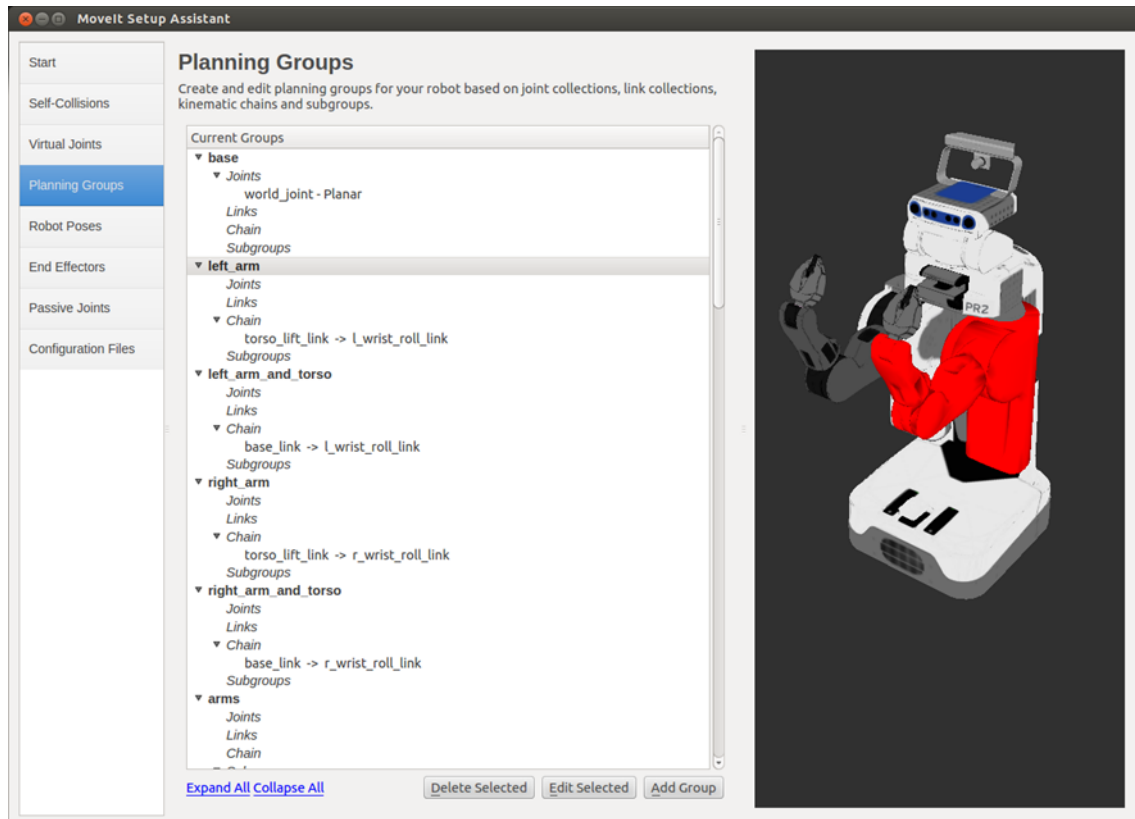 MoveIt Setup Assistant
Start
Self-Collisions
Virtual Joints
Planning Groups
Robot Poses
End Effectors
Passive Joints
Configuration Files
Planning Groups
Create and edit planning groups for your robot based on joint collections, link collections,
kinematic chains and subgroups.
Current Groups
base
Joints
world_joint - Planar
Links
Chain
Subgroups
left_arm
Joints
Links
Chain
torso_lift_link -> l_wrist_roll_link
Subgroups
left_arm_and_torso
Joints
Links
Chain
base_link -> l_wrist_roll_link
Subgroups
right_arm
Joints
Links
Chain
torso_lift_link -> r_wrist_roll_link
Subgroups
right_arm_and_torso
Joints
Links
Chain
base_link -> r_wrist_roll_link
Subgroups
arms
Joints
Links
Chain
Expand All Collapse All
Delete Selected Edit Selected Add Group
PR2